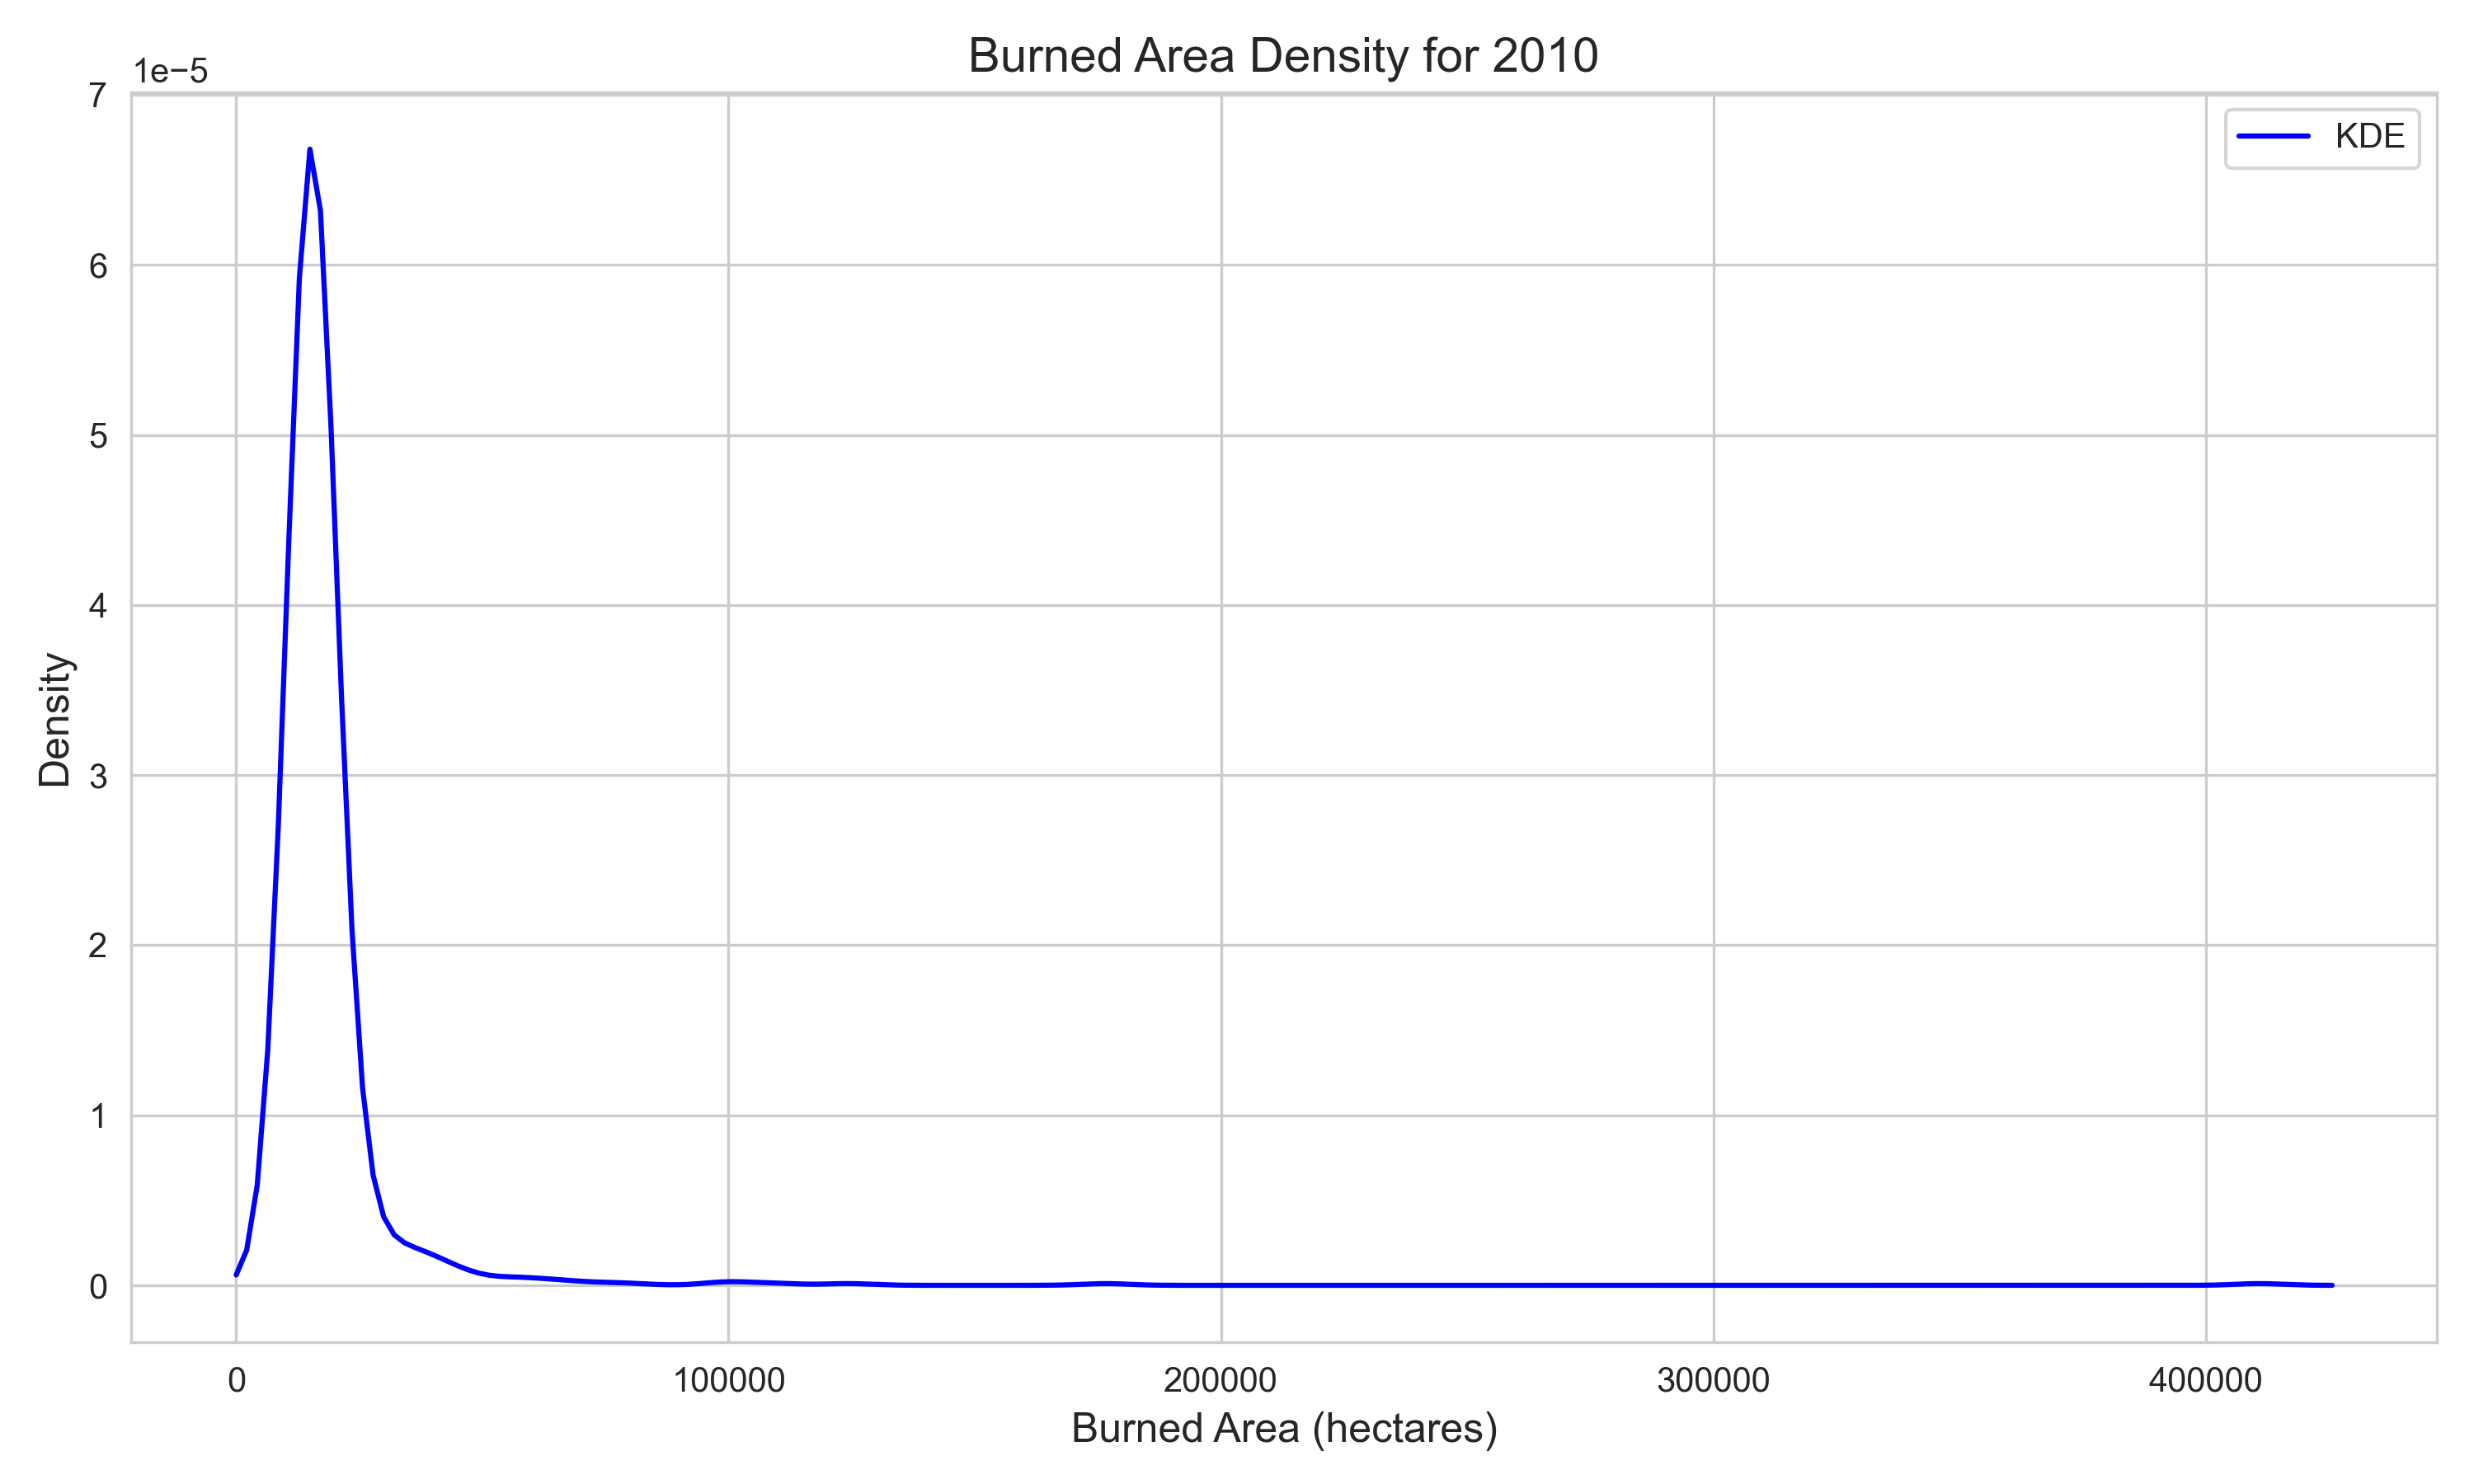 Burned Area Density for 2010
1e−5
7
6
5
4
3
2
1
0
Density
KDE
0 100000 200000 300000 400000
Burned Area (hectares)